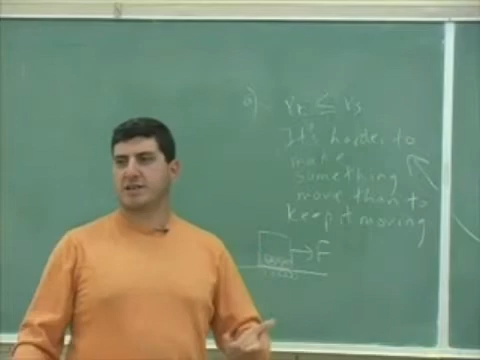 a) μk ≤ μs
It's harder to
make
something
move than to
keep it moving
F